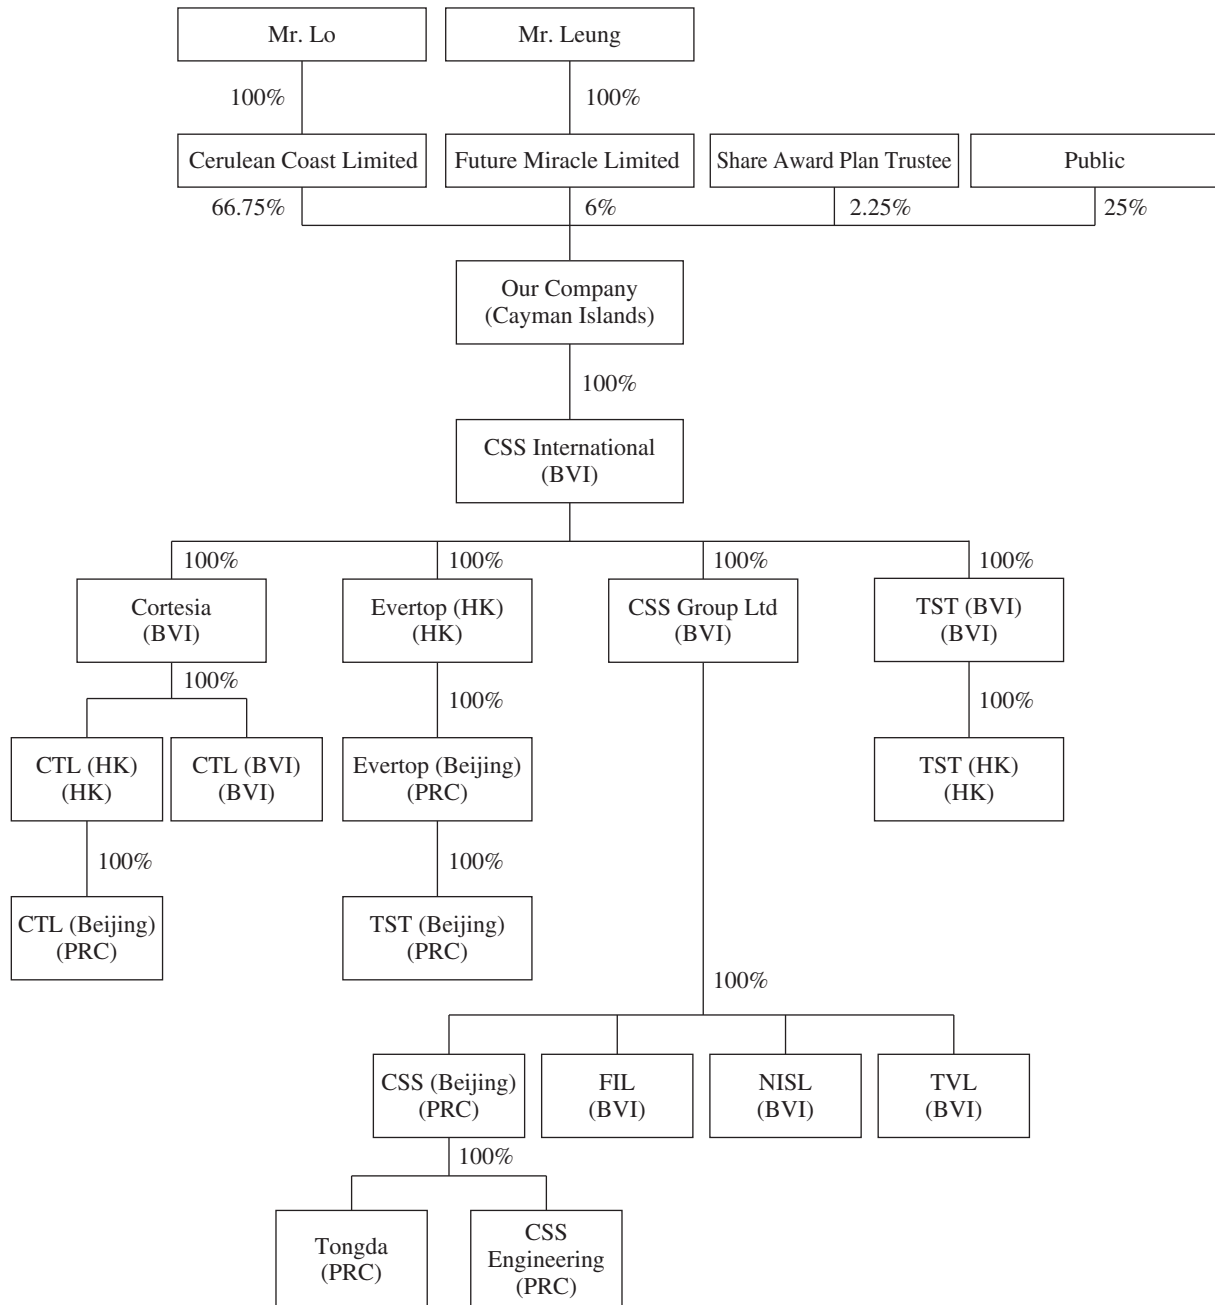 Mr. Lo
Mr. Leung
100%
100%
Cerulean Coast Limited
Future Miracle Limited
Share Award Plan Trustee
Public
66.75%
6%
2.25%
25%
Our Company
(Cayman Islands)
100%
CSS International
(BVI)
100%
100%
100%
100%
Cortesia
(BVI)
Evertop (HK)
(HK)
CSS Group Ltd
(BVI)
TST (BVI)
(BVI)
100%
100%
100%
CTL (HK)
(HK)
CTL (BVI)
(BVI)
Evertop (Beijing)
(PRC)
TST (HK)
(HK)
100%
100%
CTL (Beijing)
(PRC)
TST (Beijing)
(PRC)
100%
CSS (Beijing)
(PRC)
FIL
(BVI)
NISL
(BVI)
TVL
(BVI)
100%
Tongda
(PRC)
CSS
Engineering
(PRC)